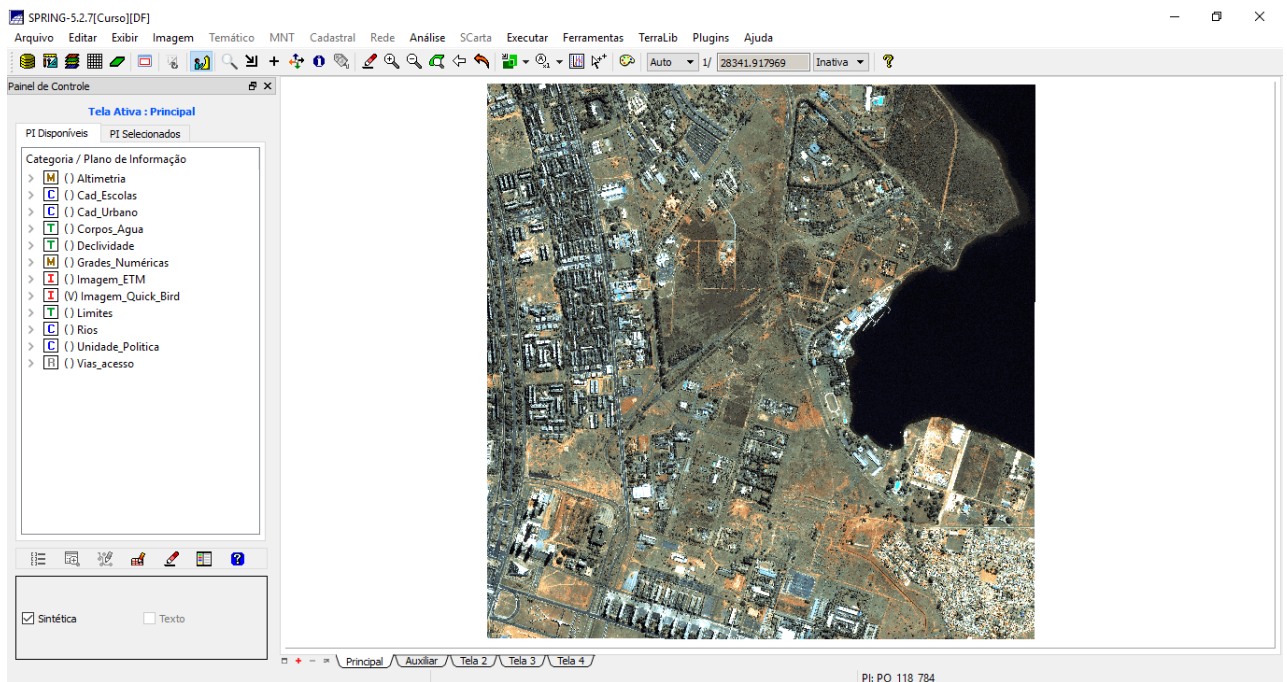 SPRING-5.2.7[Curso][DF]
Arquivo Editar Exibir Imagem Temático MNT Cadastral Rede Análise SCarta Executar Ferramentas TerraLib Plugins Ajuda
Auto 1/ 28341.917969 Inativa
Painel de Controle
Tela Ativa : Principal
PI Disponíveis PI Selecionados
Categoria / Plano de Informação
M () Altimetria
C () Cad_Escolas
C () Cad_Urbano
T () Corpos_Agua
T () Declividade
M () Grades_Numéricas
I () Imagem_ETM
I (V) Imagem_Quick_Bird
T () Limites
C () Rios
C () Unidade_Politica
R () Vias_acesso
Sintética Texto
Principal Auxiliar Tela 2 Tela 3 Tela 4
PI: PO_118_784